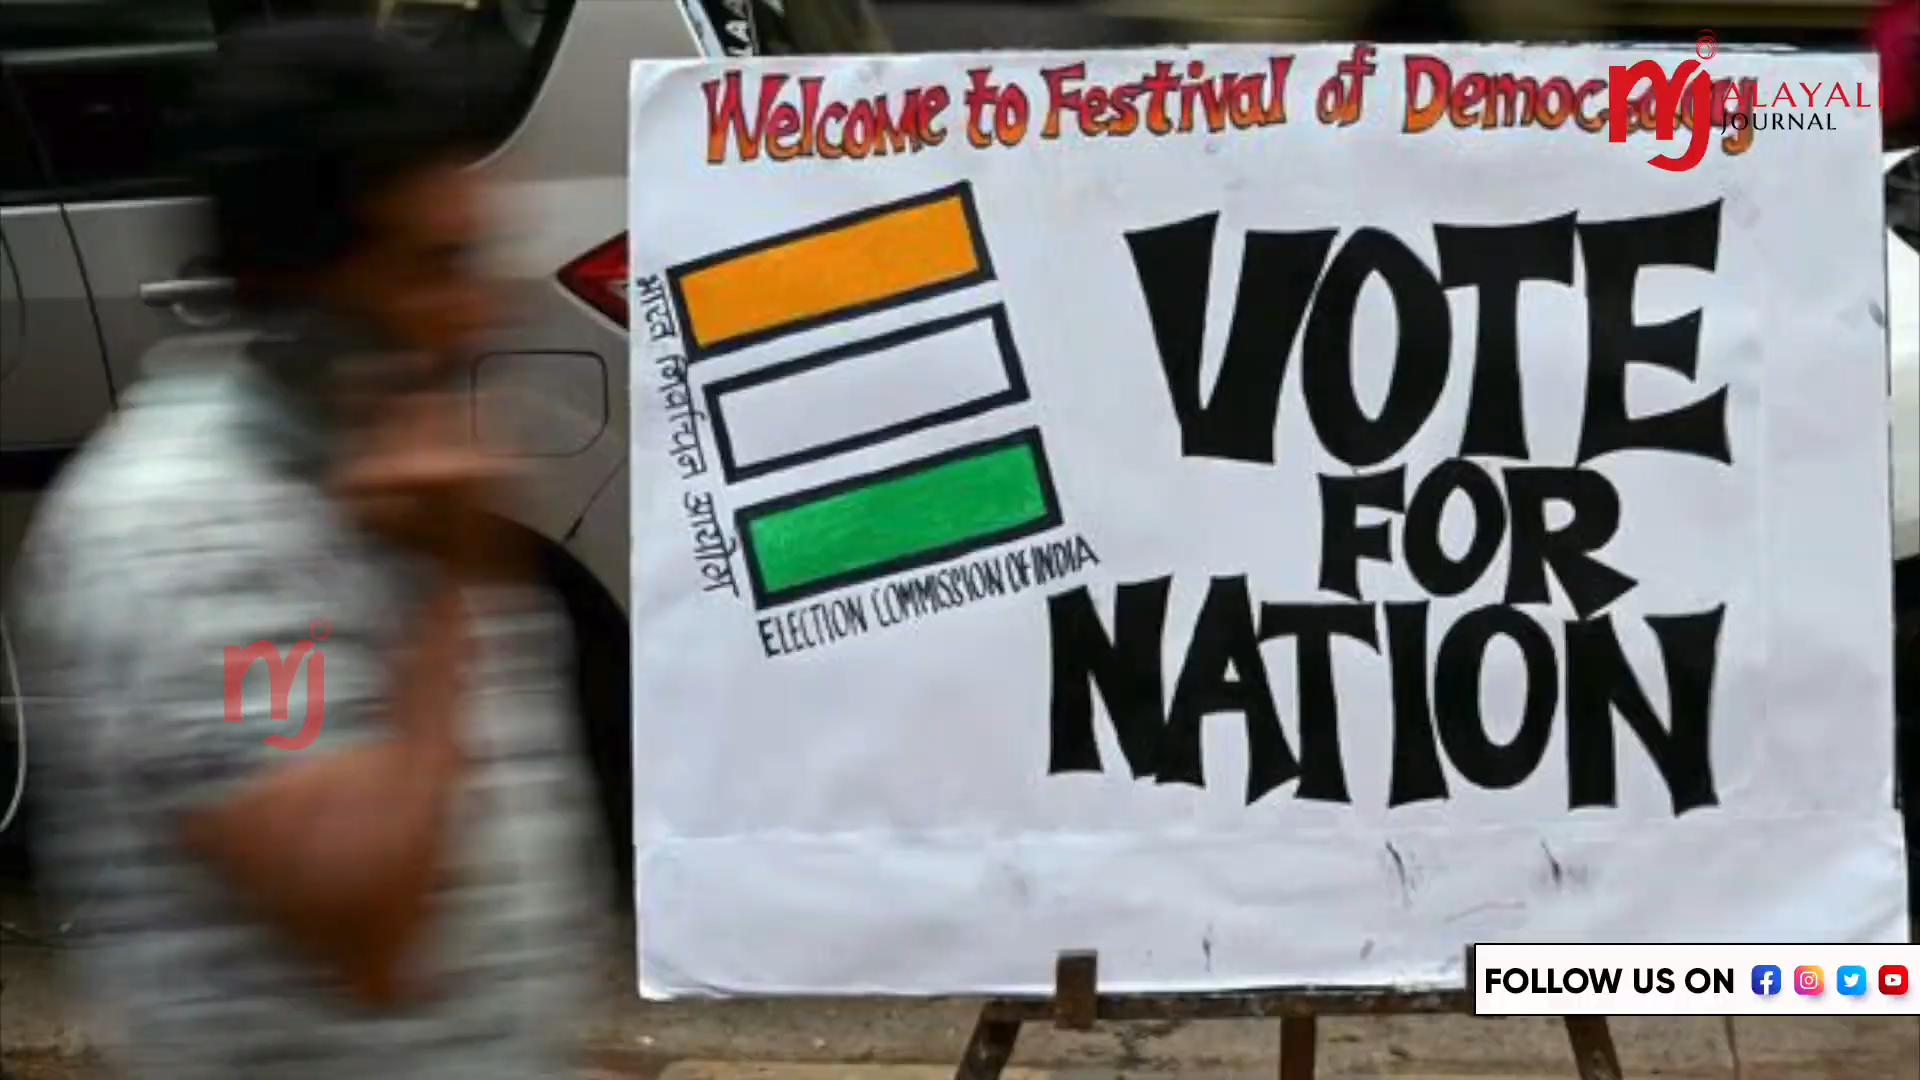 Welcome to Festival of Democracy
MALAYALI
JOURNAL
VOTE
FOR
NATION
भारत निर्वाचन आयोग
ELECTION COMMISSION OF INDIA
FOLLOW US ON